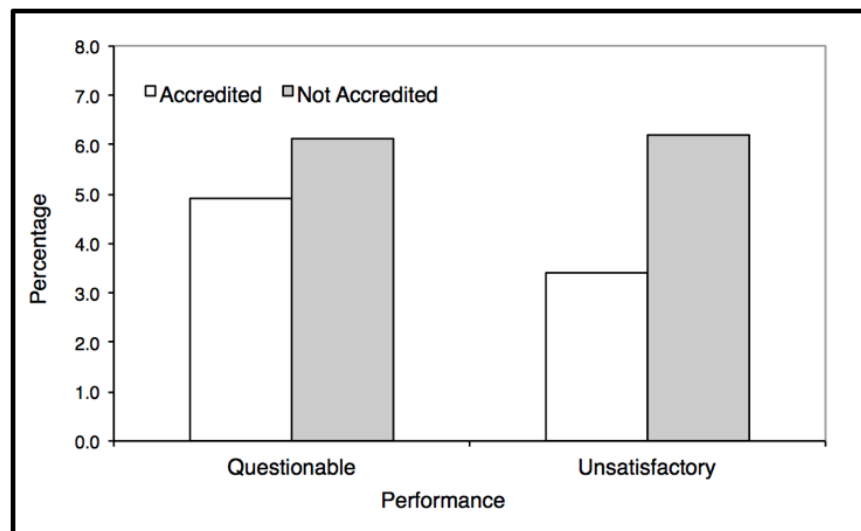 8.0
Accredited Not Accredited
7.0
6.0
5.0
4.0
3.0
2.0
1.0
0.0
Percentage
Questionable Unsatisfactory
Performance